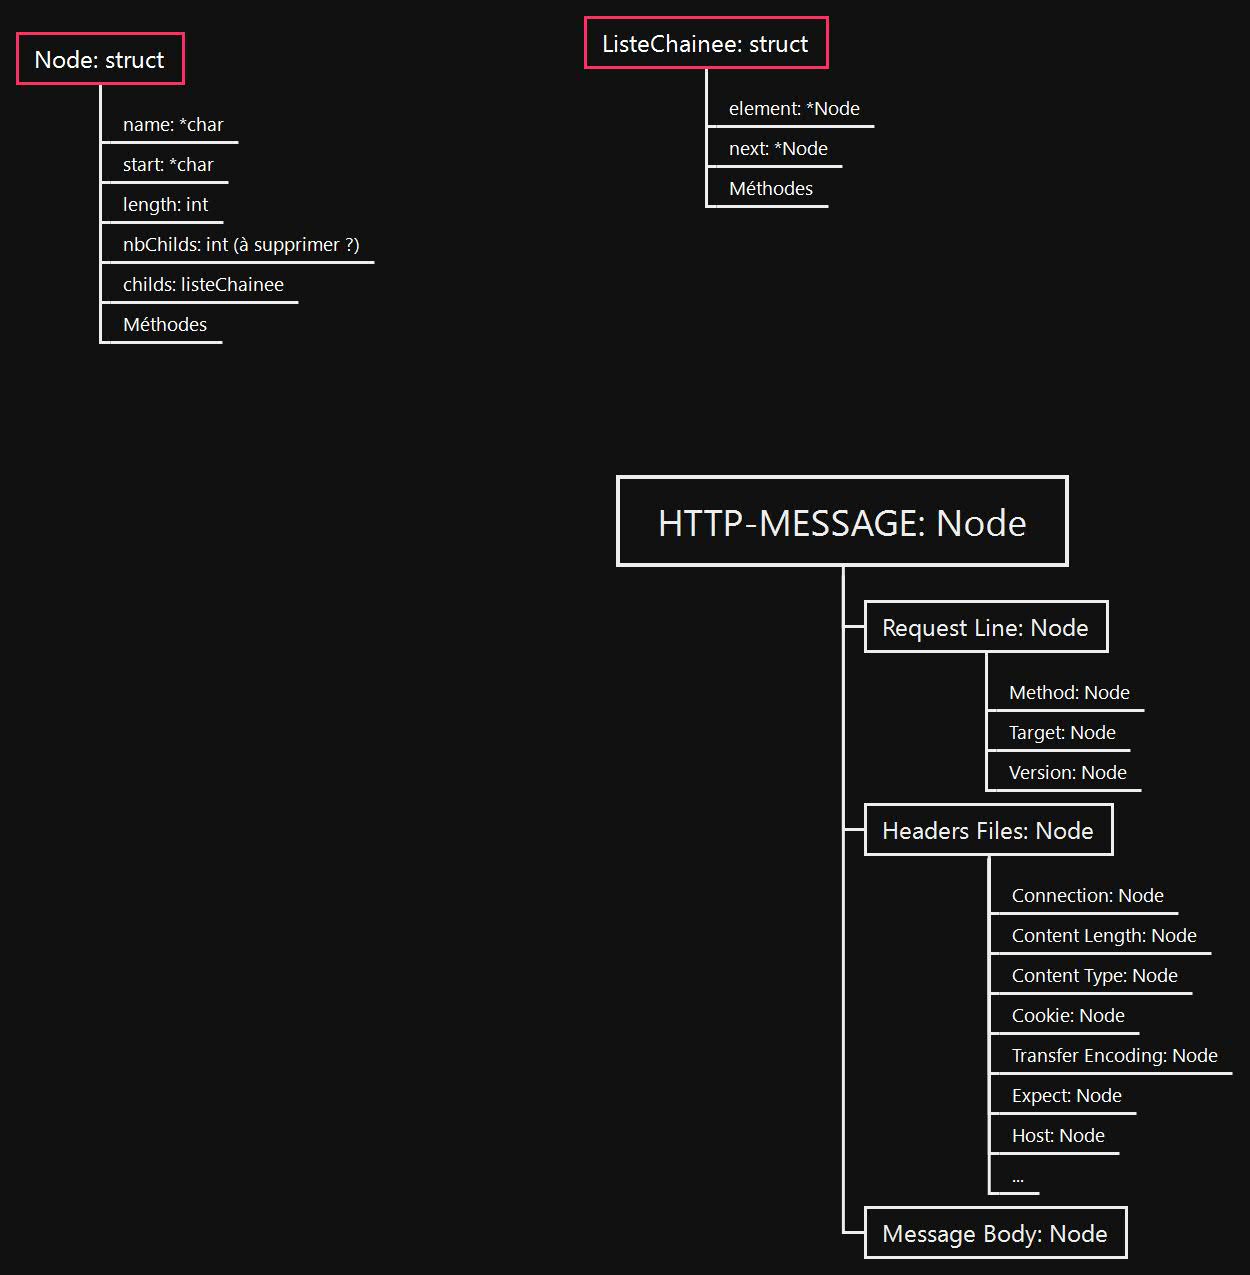 Node: struct
name: *char
start: *char
length: int
nbChilds: int (à supprimer ?)
childs: listeChainee
Méthodes
ListeChainee: struct
element: *Node
next: *Node
Méthodes
HTTP-MESSAGE: Node
Request Line: Node
Method: Node
Target: Node
Version: Node
Headers Files: Node
Connection: Node
Content Length: Node
Content Type: Node
Cookie: Node
Transfer Encoding: Node
Expect: Node
Host: Node
...
Message Body: Node